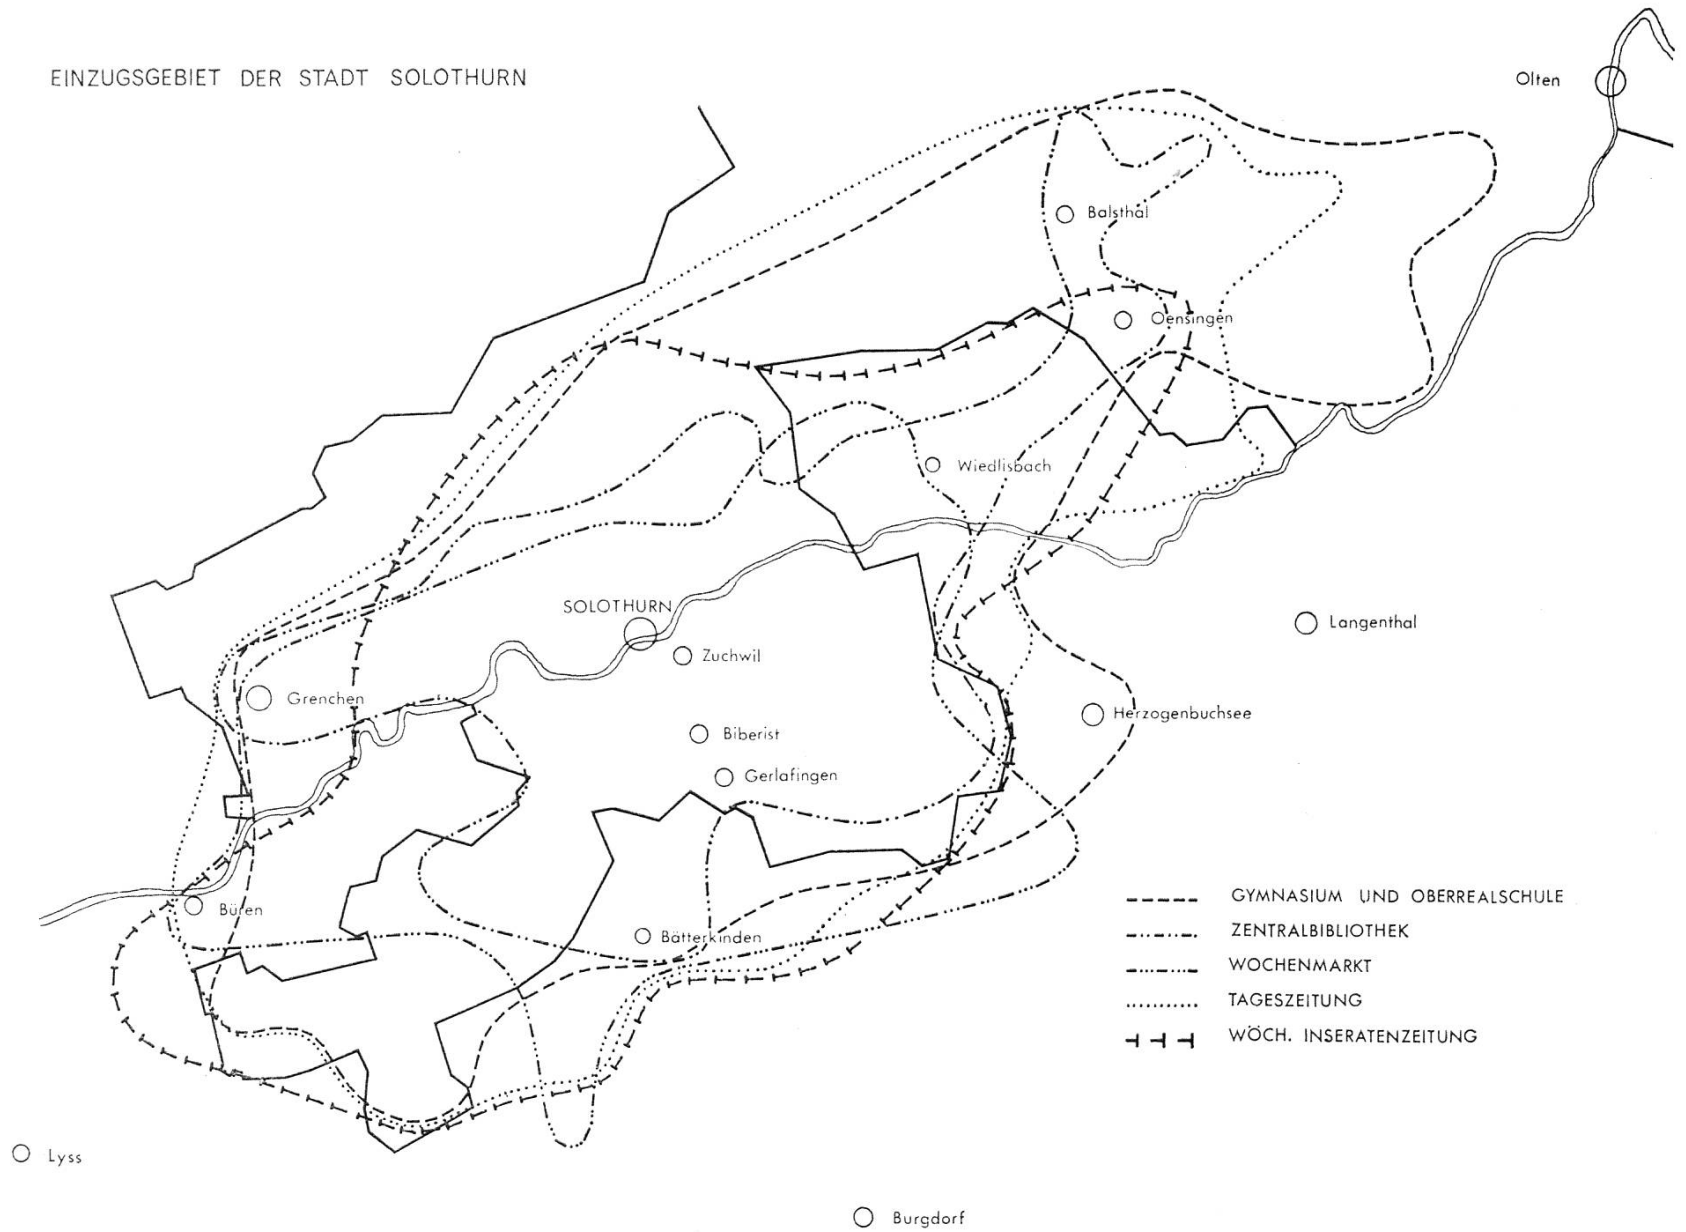 EINZUGSGEBIET DER STADT SOLOTHURN
Olten
Balsthal
Oensingen
Wiedlisbach
SOLOTHURN
Zuchwil
Langenthal
Grenchen
Herzogenbuchsee
Biberist
Gerlafingen
Büren
Bätterkinden
GYMNASIUM UND OBERREALSCHULE
ZENTRALBIBLIOTHEK
WOCHENMARKT
TAGESZEITUNG
WÖCH. INSERATENZEITUNG
Lyss
Burgdorf